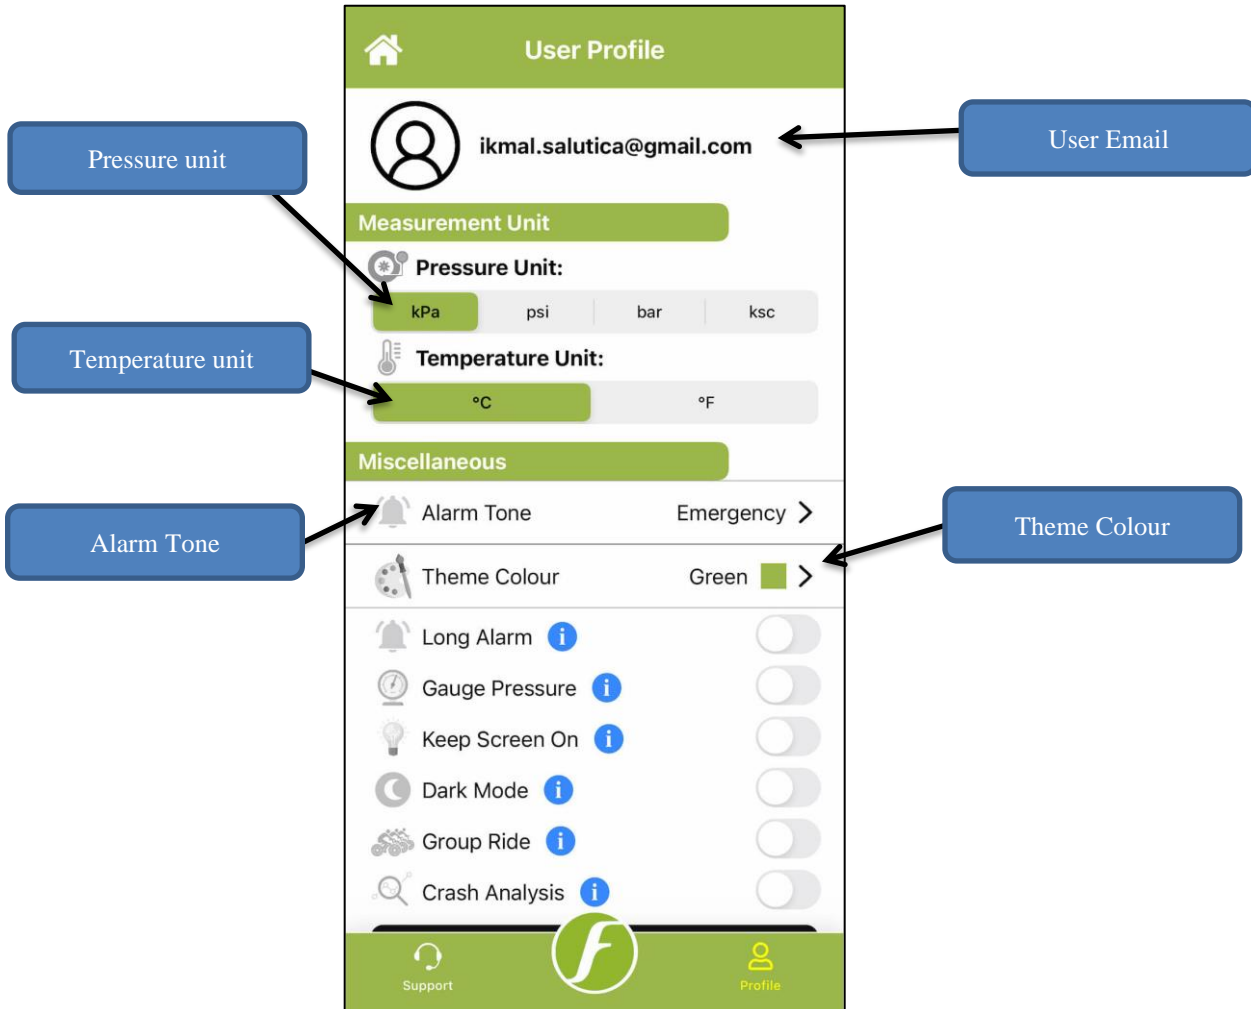 User Profile
ikmal.salutica@gmail.com
User Email
Pressure unit
Measurement Unit
Pressure Unit:
kPa psi bar ksc
Temperature unit
Temperature Unit:
°C °F
Miscellaneous
Alarm Tone
Alarm Tone Emergency
Theme Colour
Theme Colour Green
Long Alarm i
Gauge Pressure i
Keep Screen On i
Dark Mode i
Group Ride i
Crash Analysis i
f
Support Profile